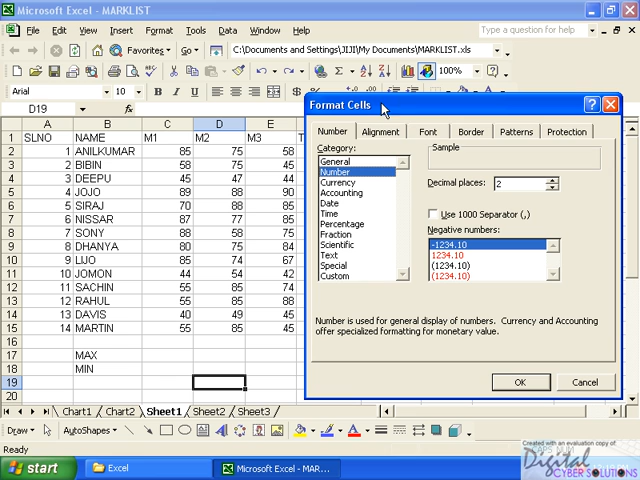 Microsoft Excel - MARKLIST
File Edit View Insert Format Tools Data Window Help
Type a question for help
Favorites Go C:\Documents and Settings\JIJI\My Documents\MARKLIST.xls
100%
Arial 10 B I U
D19 fx
A B C D E
1 SLNO NAME M1 M2 M3 T
2 1 ANILKUMAR 85 75 58
3 2 BIBIN 58 75 45
4 3 DEEPU 45 47 44
5 4 JOJO 89 88 90
6 5 SIRAJ 70 88 85
7 6 NISSAR 87 77 85
8 7 SONY 88 58 75
9 8 DHANYA 80 75 84
10 9 LIJO 85 74 67
11 10 JOMON 44 54 42
12 11 SACHIN 55 85 74
13 12 RAHUL 55 85 88
14 13 DAVIS 40 49 45
15 14 MARTIN 55 85 45
16
17 MAX
18 MIN
19
20
Format Cells
Number Alignment Font Border Patterns Protection
Category:
General
Number
Currency
Accounting
Date
Time
Percentage
Fraction
Scientific
Text
Special
Custom
Sample
Decimal places: 2
Use 1000 Separator (,)
Negative numbers:
-1234.10
1234.10
(1234.10)
(1234.10)
Number is used for general display of numbers. Currency and Accounting
offer specialized formatting for monetary value.
OK Cancel
Chart1 Chart2 Sheet1 Sheet2 Sheet3
Draw AutoShapes
Ready
CAPS NUM
Created with an evaluation copy of
Digital
CYBER SOLUTIONS
start Excel Microsoft Excel - MAR...